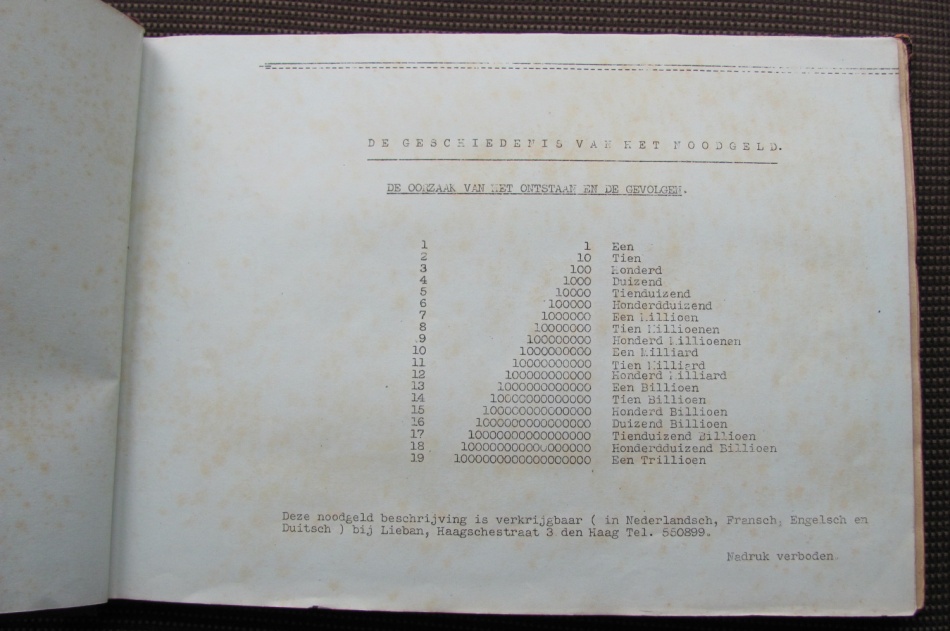 DE GESCHIEDENIS VAN HET NOODGELD.
DE OORZAAK VAN HET ONTSTAAN EN DE GEVOLGEN.
1 1 Een
2 10 Tien
3 100 Honderd
4 1000 Duizend
5 10000 Tienduizend
6 100000 Honderdduizend
7 1000000 Een Millioen
8 10000000 Tien Millioenen
9 100000000 Honderd Millioenen
10 1000000000 Een Milliard
11 10000000000 Tien Milliard
12 100000000000 Honderd Milliard
13 1000000000000 Een Billioen
14 10000000000000 Tien Billioen
15 100000000000000 Honderd Billioen
16 1000000000000000 Duizend Billioen
17 10000000000000000 Tienduizend Billioen
18 100000000000000000 Honderdduizend Billioen
19 1000000000000000000 Een Trillioen
Deze noodgeld beschrijving is verkrijgbaar ( in Nederlandsch, Fransch, Engelsch en
Duitsch ) bij Lieban, Haagschestraat 3 den Haag Tel. 550899.
Nadruk verboden